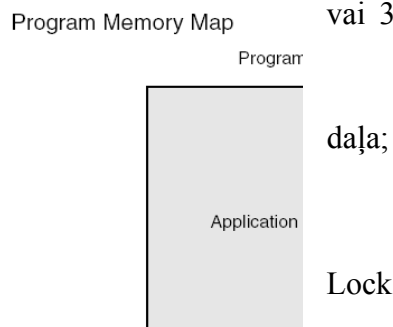 Program Memory Map
Program
Application
vai 3
daļa;
Lock